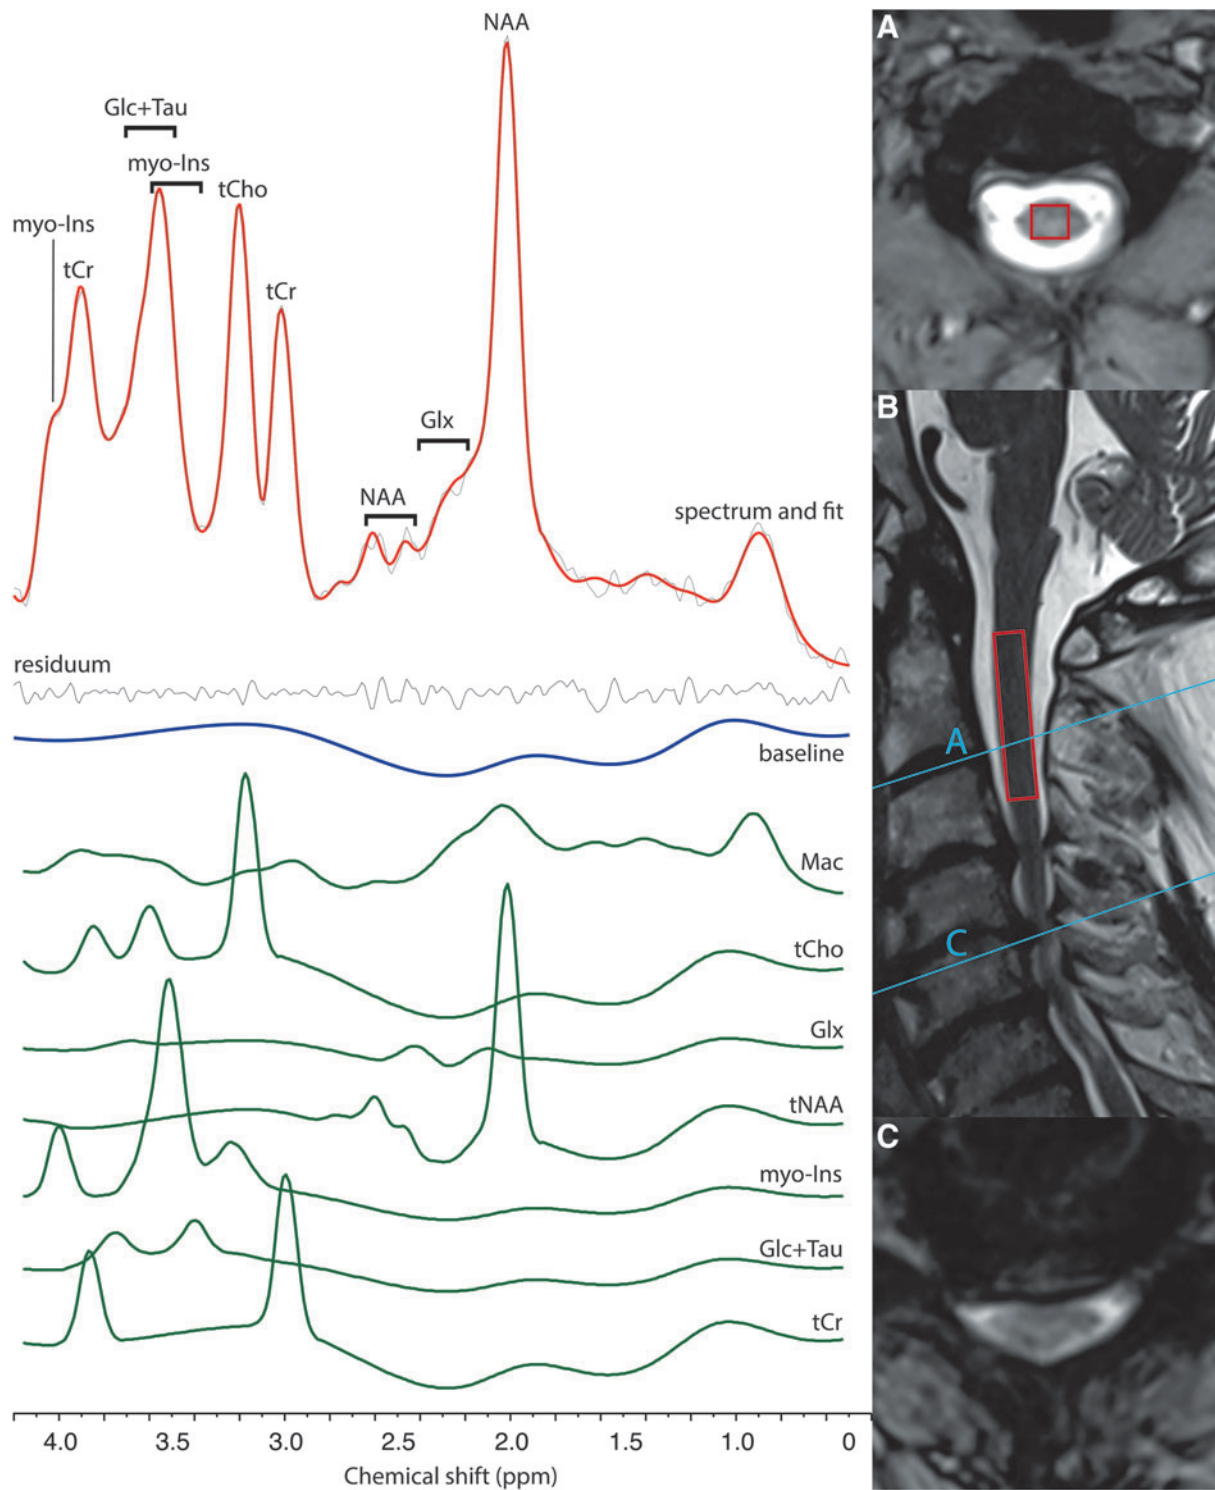 NAA
Glc+Tau
myo-Ins
tCho
myo-Ins
tCr
tCr
Glx
NAA
spectrum and fit
residuum
baseline
Mac
tCho
Glx
tNAA
myo-Ins
Glc+Tau
tCr
4.0 3.5 3.0 2.5 2.0 1.5 1.0 0
Chemical shift (ppm)
A
B
A
C
C